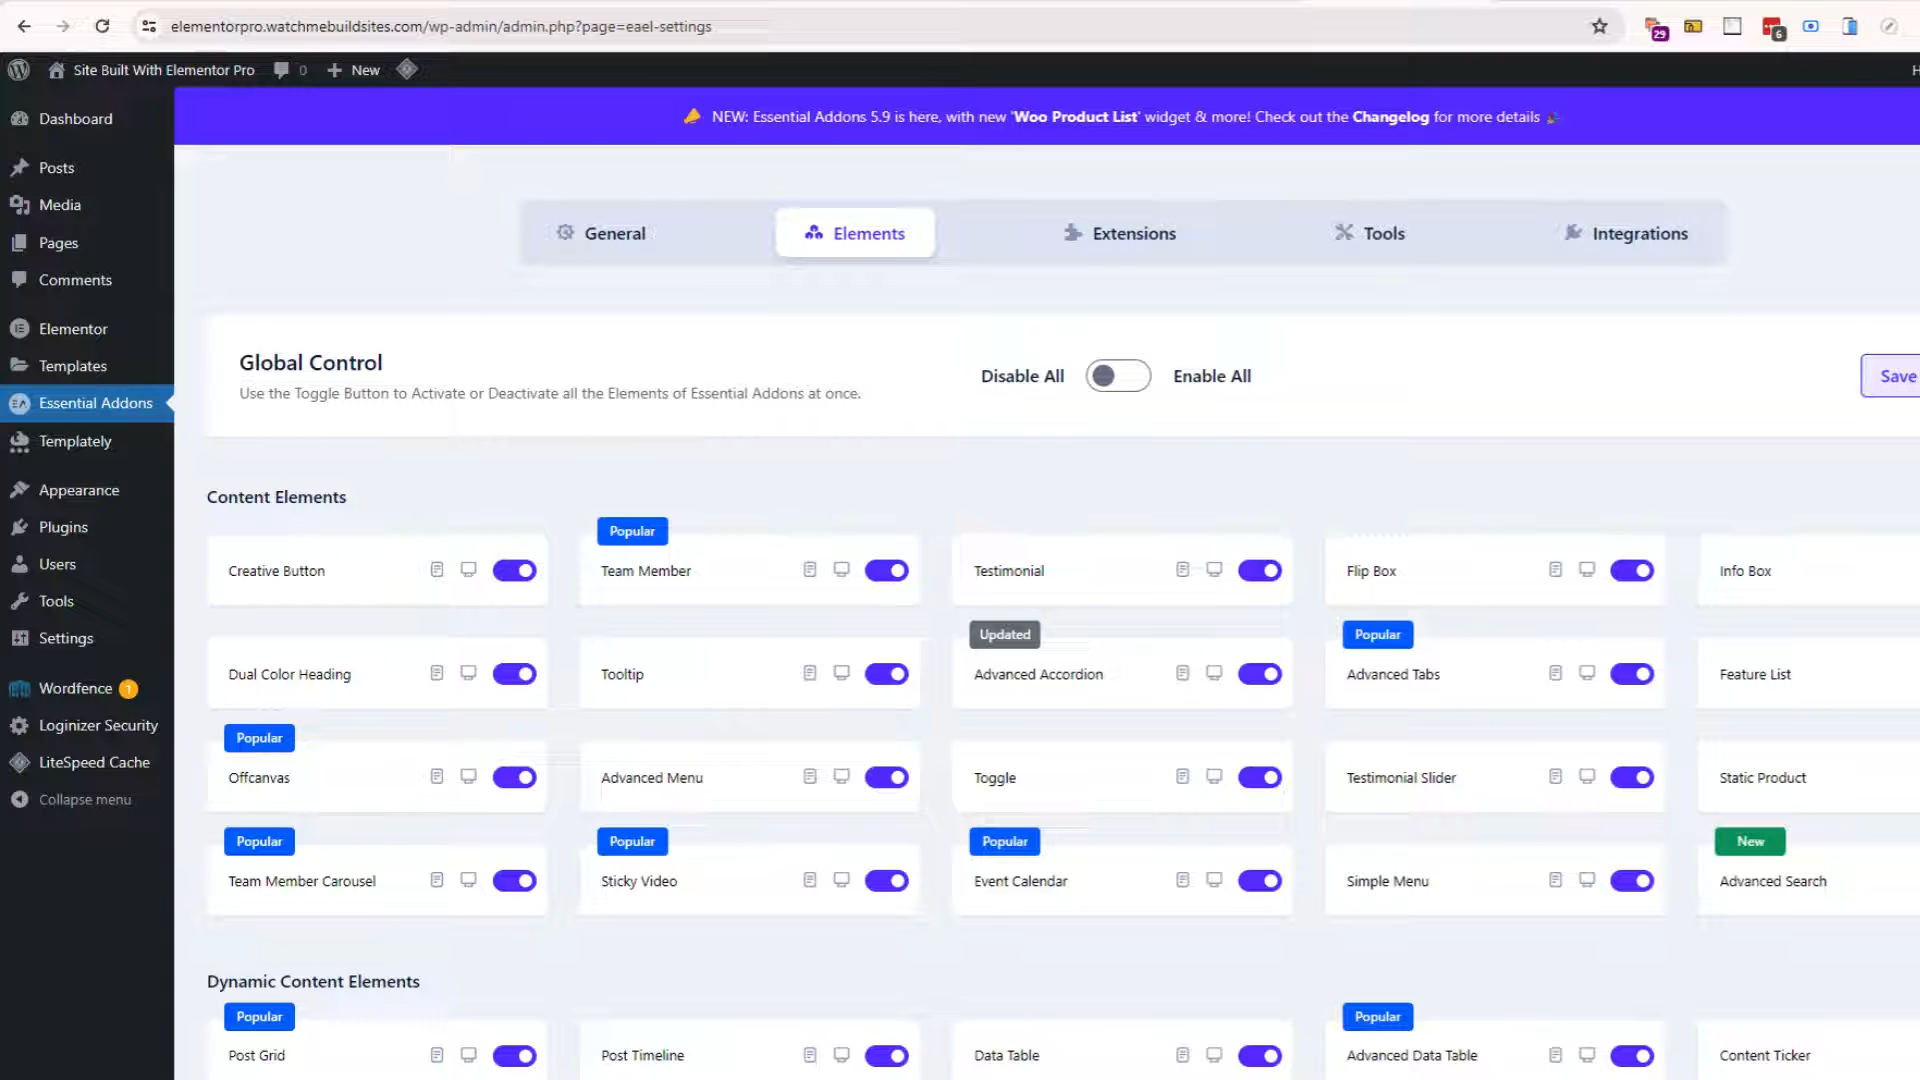 elementorpro.watchmebuildsites.com/wp-admin/admin.php?page=eael-settings
29
6
Site Built With Elementor Pro
0
New
H
Dashboard
Posts
Media
Pages
Comments
Elementor
Templates
Essential Addons
Templately
Appearance
Plugins
Users
Tools
Settings
Wordfence 1
Loginizer Security
LiteSpeed Cache
Collapse menu
NEW: Essential Addons 5.9 is here, with new 'Woo Product List' widget & more! Check out the Changelog for more details
General
Elements
Extensions
Tools
Integrations
Global Control
Use the Toggle Button to Activate or Deactivate all the Elements of Essential Addons at once.
Disable All
Enable All
Save
Content Elements
Creative Button
Popular
Team Member
Testimonial
Flip Box
Info Box
Dual Color Heading
Tooltip
Updated
Advanced Accordion
Popular
Advanced Tabs
Feature List
Popular
Offcanvas
Advanced Menu
Toggle
Testimonial Slider
Static Product
Popular
Team Member Carousel
Popular
Sticky Video
Popular
Event Calendar
Simple Menu
New
Advanced Search
Dynamic Content Elements
Popular
Post Grid
Post Timeline
Data Table
Popular
Advanced Data Table
Content Ticker